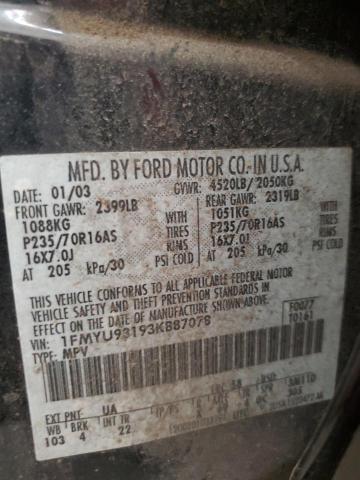 MFD. BY FORD MOTOR CO. IN U.S.A.
DATE: 01/03 GVWR: 4520LB/ 2050KG
FRONT GAWR: 2399LB REAR GAWR: 2319LB
1088KG WITH 1051KG WITH
P235/70R16AS TIRES P235/70R16AS TIRES
16X7.0J RIMS 16X7.0J RIMS
AT 205 kPa/30 PSI COLD AT 205 kPa/30 PSI COLD
THIS VEHICLE CONFORMS TO ALL APPLICABLE FEDERAL MOTOR
VEHICLE SAFETY AND THEFT PREVENTION STANDARDS IN EFFECT ON
THE DATE OF MANUFACTURE SHOWN ABOVE.
VIN: 1FMYU93193KB87078 F0077
TYPE: MPV 10161
EXT PNT: UA
WB BRK INT TR
103 4 22